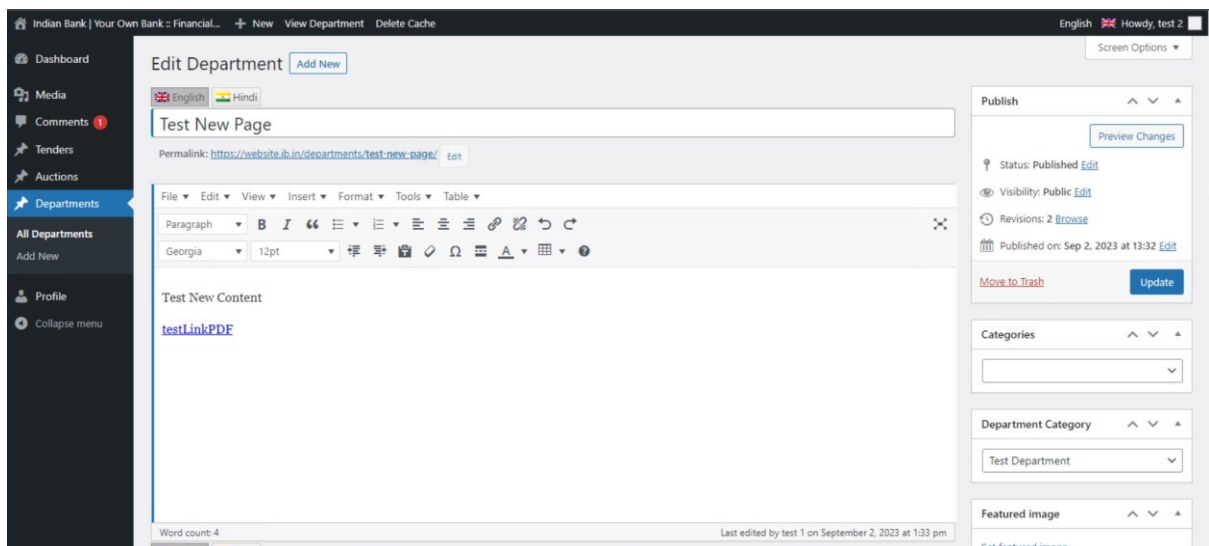 Indian Bank | Your Own Bank :: Financial... + New View Department Delete Cache English Howdy, test 2
Screen Options ▼
Dashboard
Media
Comments 1
Tenders
Auctions
Departments
All Departments
Add New
Profile
Collapse menu
Edit Department Add New
English Hindi
Test New Page
Permalink: https://website.ib.in/departments/test-new-page/ Edit
File ▼ Edit ▼ View ▼ Insert ▼ Format ▼ Tools ▼ Table ▼
Paragraph ▼ B I
Georgia ▼ 12pt ▼ Ω A ▼
Test New Content
testLinkPDF
Word count: 4 Last edited by test 1 on September 2, 2023 at 1:33 pm
Publish
Preview Changes
Status: Published Edit
Visibility: Public Edit
Revisions: 2 Browse
Published on: Sep 2, 2023 at 13:32 Edit
Move to Trash Update
Categories
Department Category
Test Department
Featured image
Set featured image